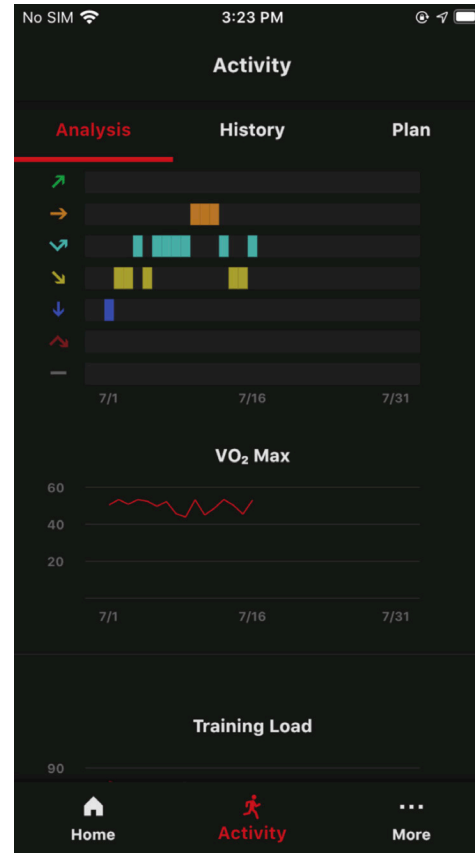 No SIM 3:23 PM
Activity
Analysis History Plan
7/1 7/16 7/31
VO₂ Max
60
40
20
7/1 7/16 7/31
Training Load
90
Home Activity More